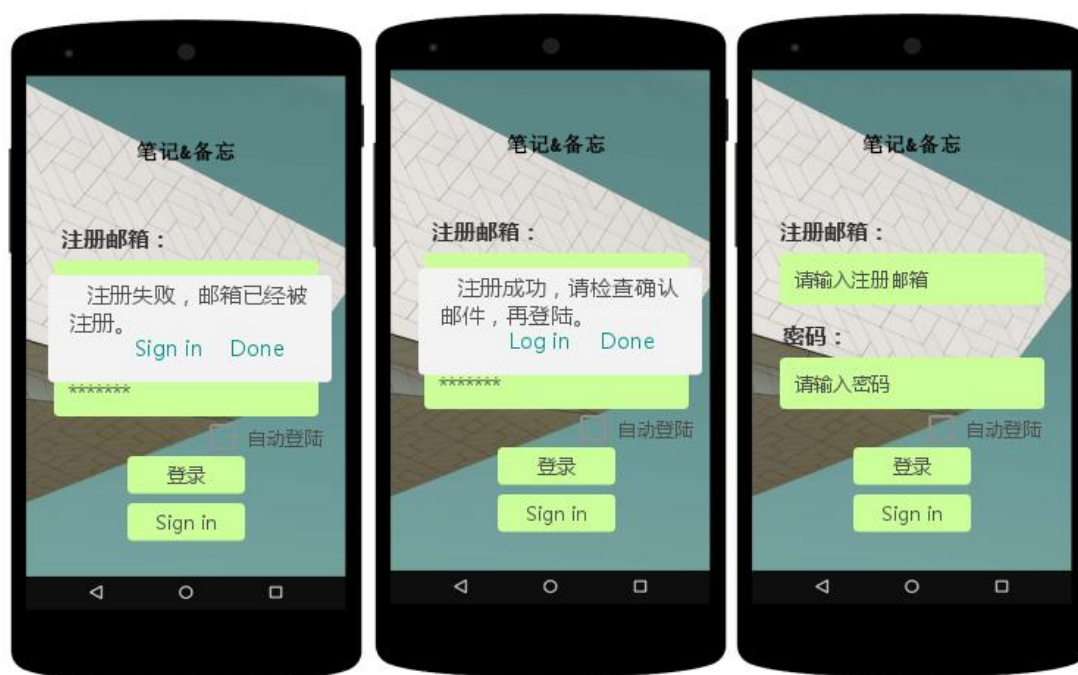 笔记&备忘
注册邮箱：
注册失败，邮箱已经被
注册。
Sign in Done
*******
自动登陆
登录
Sign in
笔记&备忘
注册邮箱：
注册成功，请检查确认
邮件，再登陆。
Log in Done
*******
自动登陆
登录
Sign in
笔记&备忘
注册邮箱：
请输入注册邮箱
密码：
请输入密码
自动登陆
登录
Sign in